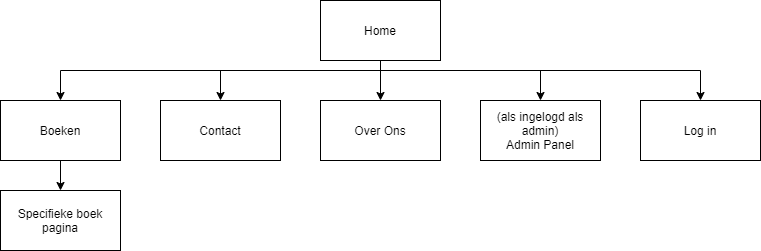 Home
Boeken
Contact
Over Ons
(als ingelogd als
admin)
Admin Panel
Log in
Specifieke boek
pagina